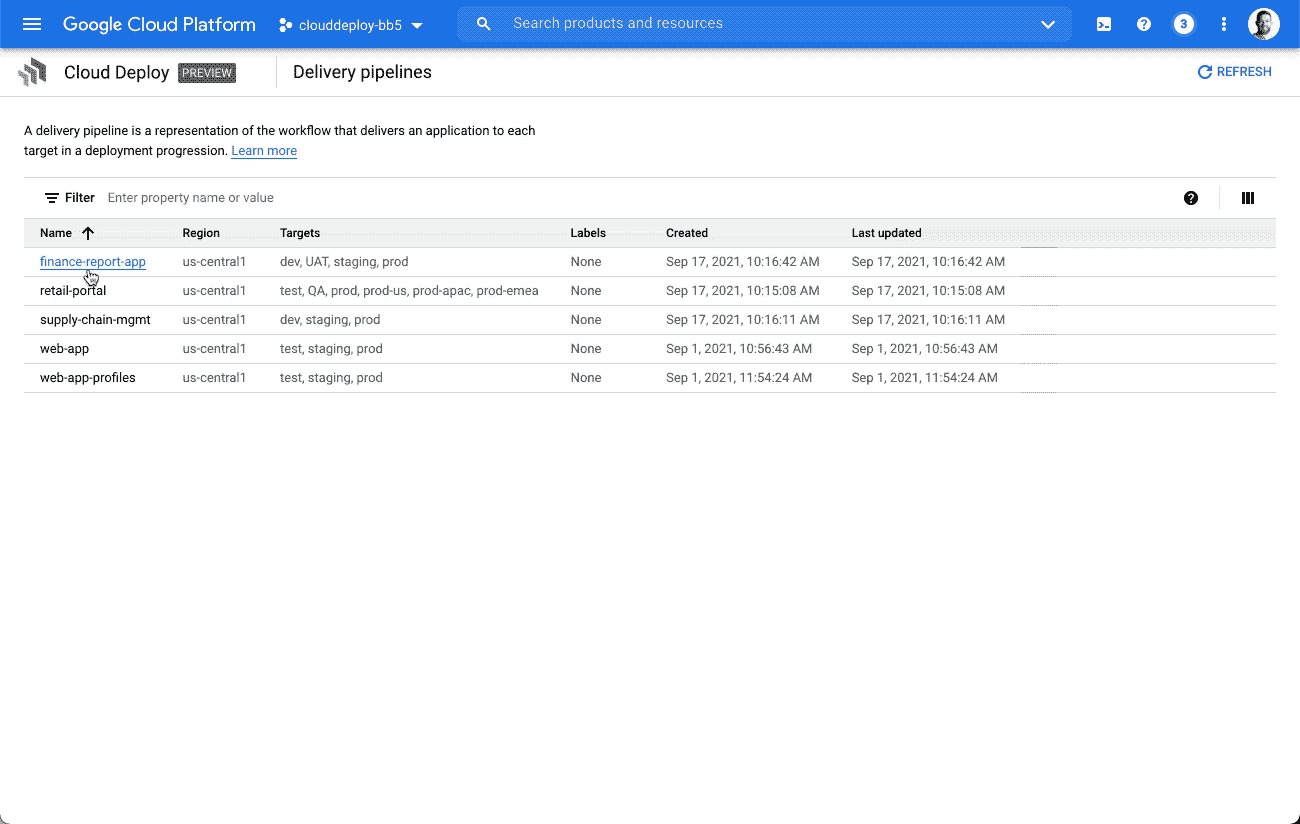 Google Cloud Platform clouddeploy-bb5 Search products and resources 3
Cloud Deploy PREVIEW Delivery pipelines REFRESH
A delivery pipeline is a representation of the workflow that delivers an application to each
target in a deployment progression. Learn more
Filter Enter property name or value
Name Region Targets Labels Created Last updated
finance-report-app us-central1 dev, UAT, staging, prod None Sep 17, 2021, 10:16:42 AM Sep 17, 2021, 10:16:42 AM
retail-portal us-central1 test, QA, prod, prod-us, prod-apac, prod-emea None Sep 17, 2021, 10:15:08 AM Sep 17, 2021, 10:15:08 AM
supply-chain-mgmt us-central1 dev, staging, prod None Sep 17, 2021, 10:16:11 AM Sep 17, 2021, 10:16:11 AM
web-app us-central1 test, staging, prod None Sep 1, 2021, 10:56:43 AM Sep 1, 2021, 10:56:43 AM
web-app-profiles us-central1 test, staging, prod None Sep 1, 2021, 11:54:24 AM Sep 1, 2021, 11:54:24 AM